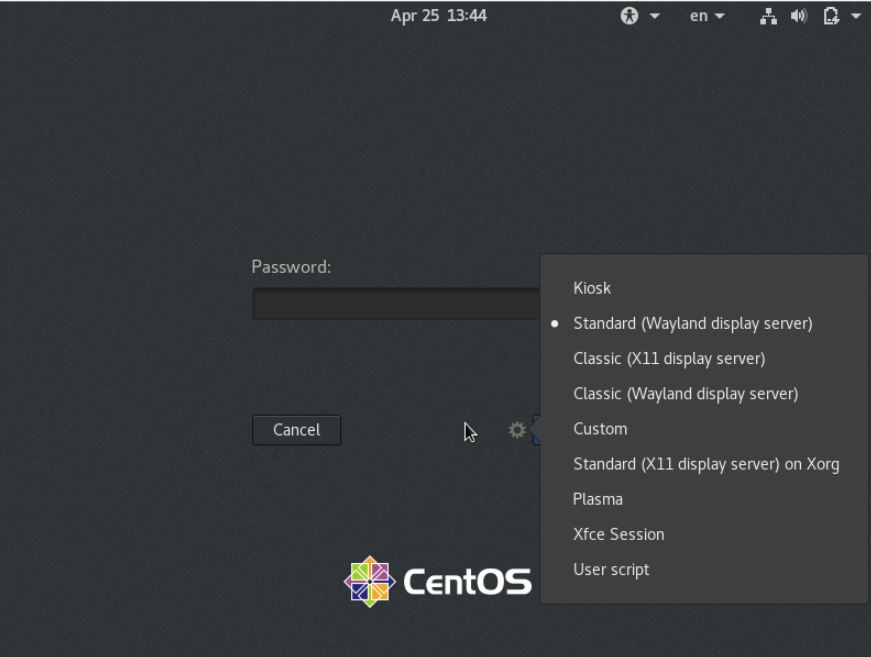 Apr 25 13:44
en
Password:
Kiosk
Standard (Wayland display server)
Classic (X11 display server)
Classic (Wayland display server)
Cancel
Custom
Standard (X11 display server) on Xorg
Plasma
Xfce Session
User script
CentOS